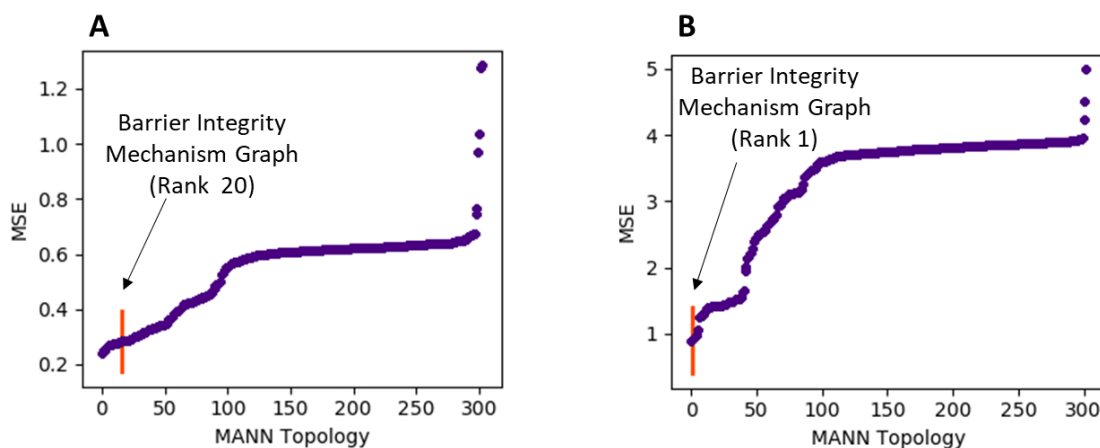 A
Barrier Integrity
Mechanism Graph
(Rank 20)
MSE
1.2
1.0
0.8
0.6
0.4
0.2
0 50 100 150 200 250 300
MANN Topology
B
Barrier Integrity
Mechanism Graph
(Rank 1)
MSE
5
4
3
2
1
0 50 100 150 200 250 300
MANN Topology